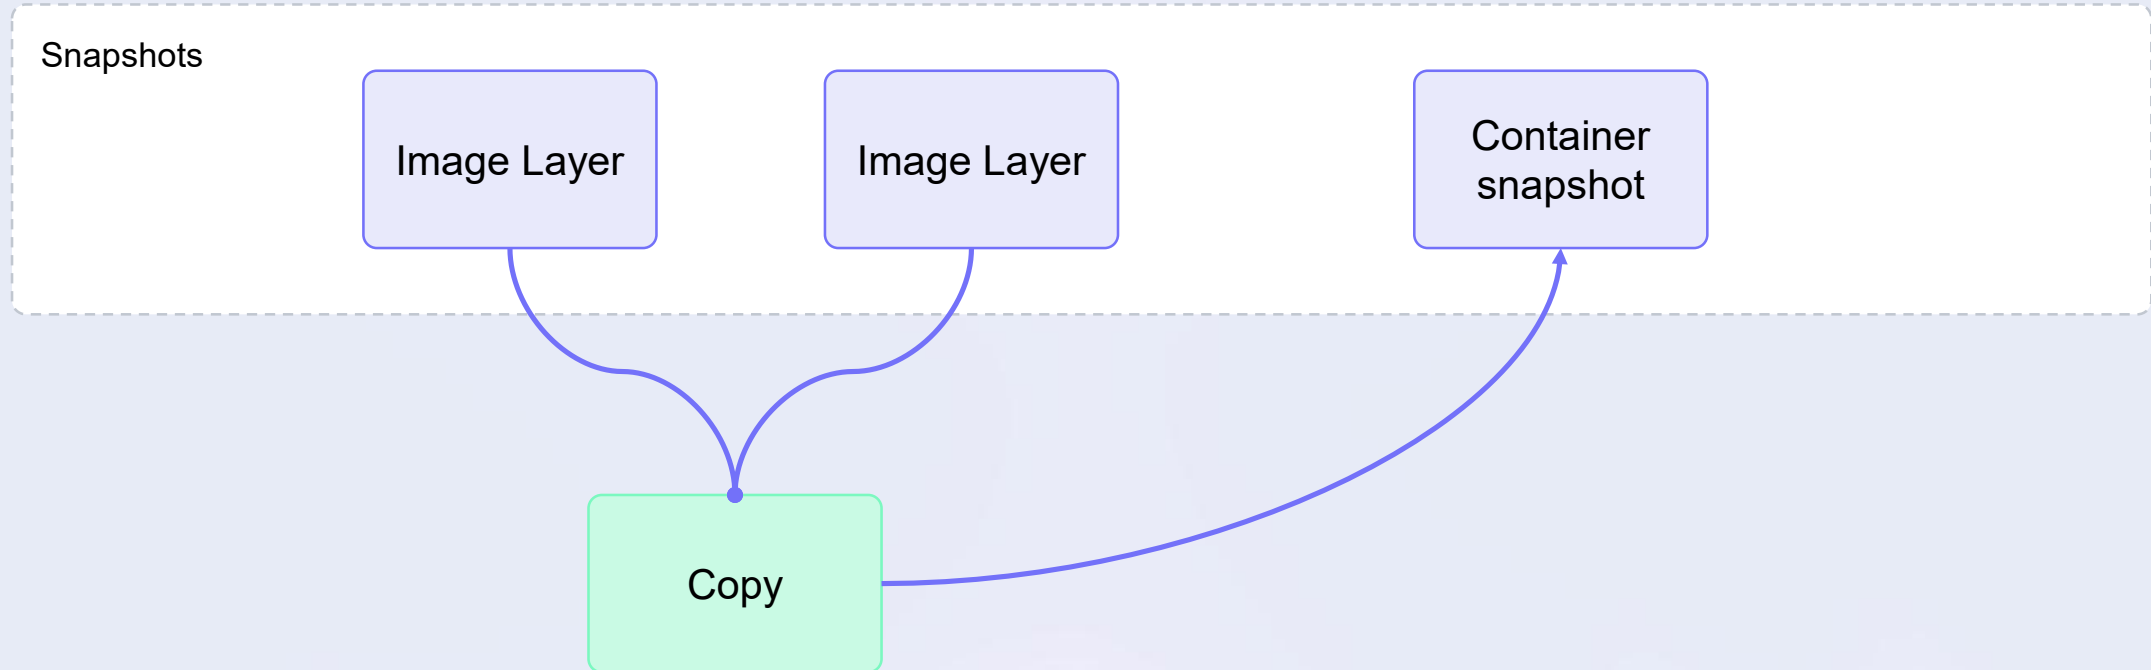 Snapshots
Image Layer
Image Layer
Container
snapshot
Copy